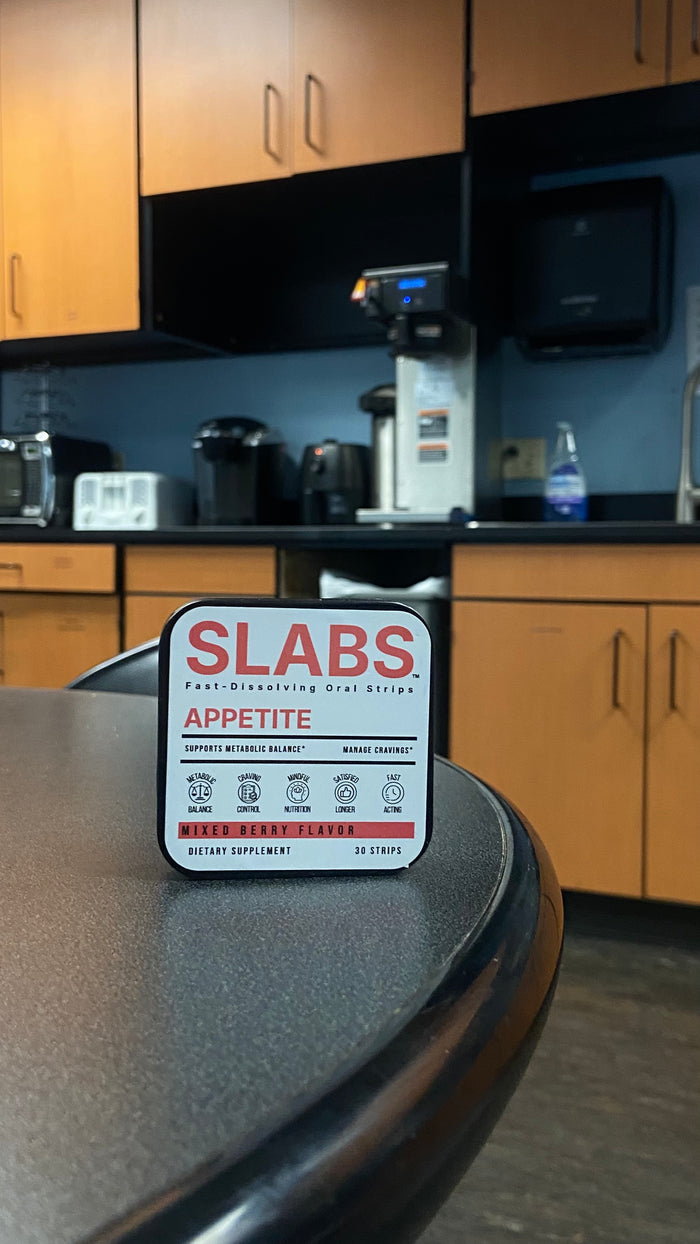 SLABS™
Fast-Dissolving Oral Strips
APPETITE
SUPPORTS METABOLIC BALANCE* MANAGE CRAVINGS*
METABOLIC BALANCE
CRAVING CONTROL
MINDFUL NUTRITION
SATISFIED LONGER
FAST ACTING
MIXED BERRY FLAVOR
DIETARY SUPPLEMENT 30 STRIPS